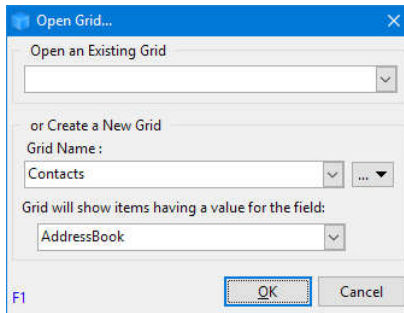 Open Grid...
Open an Existing Grid
or Create a New Grid
Grid Name :
Contacts
...
Grid will show items having a value for the field:
AddressBook
F1
OK
Cancel